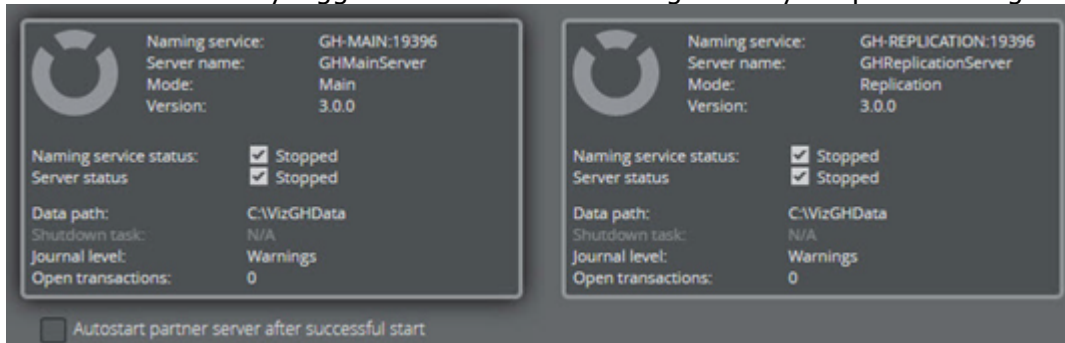 Naming service: GH-MAIN:19396
Server name: GHMainServer
Mode: Main
Version: 3.0.0
Naming service status: Stopped
Server status Stopped
Data path: C:\VizGHData
Shutdown task: N/A
Journal level: Warnings
Open transactions: 0
Naming service: GH-REPLICATION:19396
Server name: GHReplicationServer
Mode: Replication
Version: 3.0.0
Naming service status: Stopped
Server status Stopped
Data path: C:\VizGHData
Shutdown task: N/A
Journal level: Warnings
Open transactions: 0
Autostart partner server after successful start